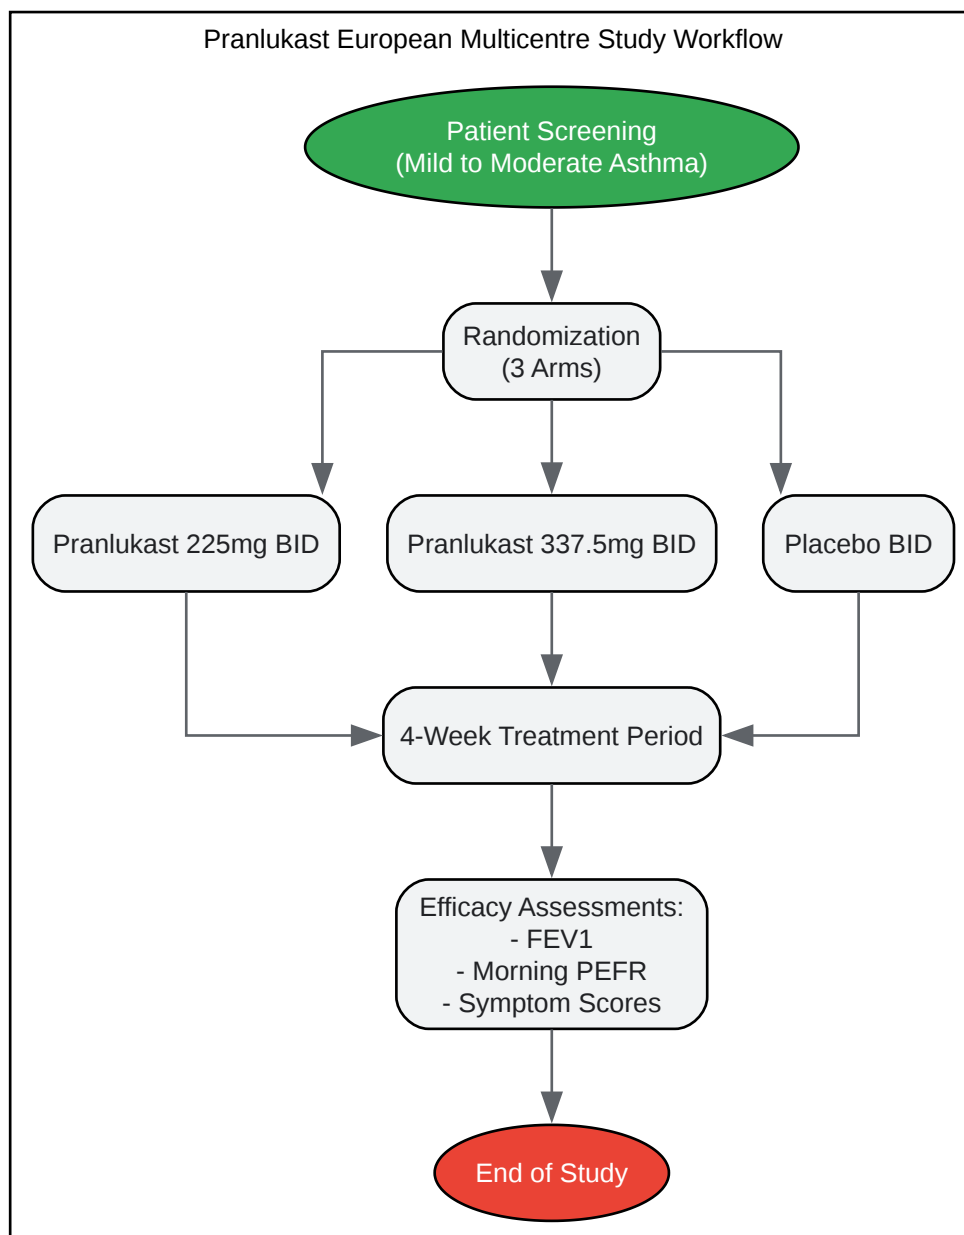 Pranlukast European Multicentre Study Workflow
Patient Screening
(Mild to Moderate Asthma)
Randomization
(3 Arms)
Pranlukast 225mg BID
Pranlukast 337.5mg BID
Placebo BID
4-Week Treatment Period
Efficacy Assessments:
- FEV1
- Morning PEFR
- Symptom Scores
End of Study